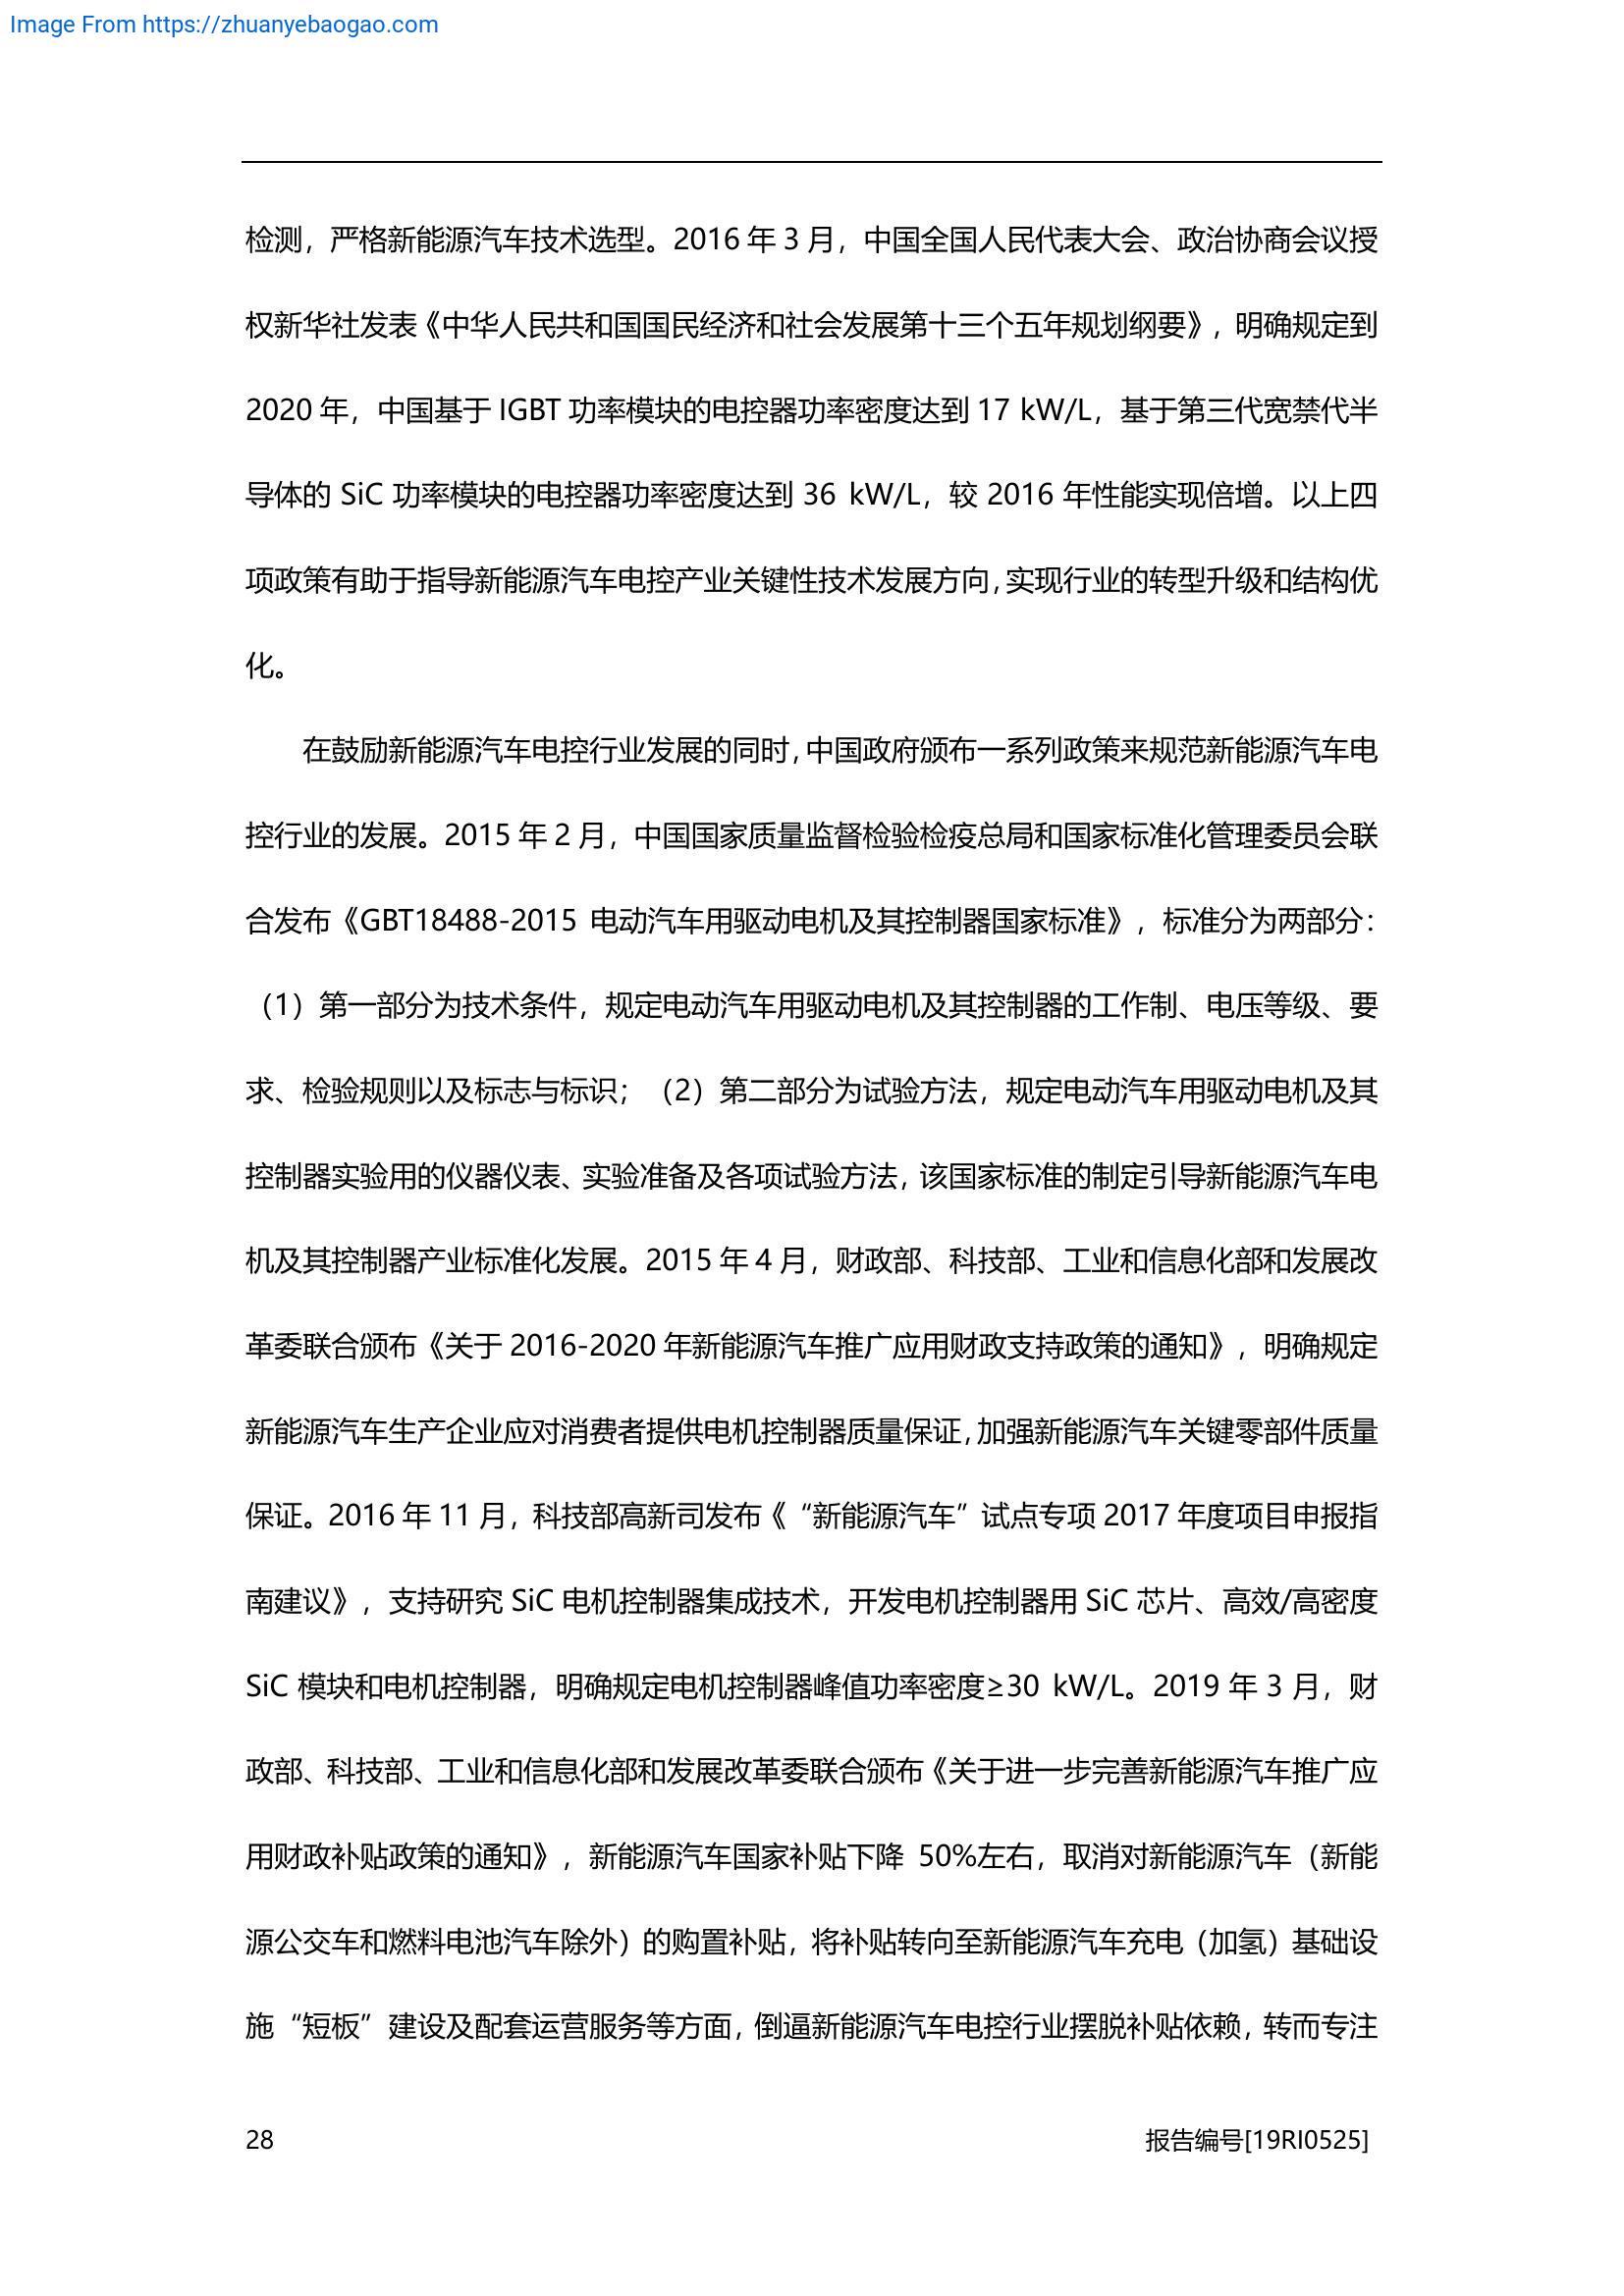 Image From https://zhuanyebaogao.com
检测，严格新能源汽车技术选型。2016 年 3 月，中国全国人民代表大会、政治协商会议授
权新华社发表《中华人民共和国国民经济和社会发展第十三个五年规划纲要》，明确规定到
2020 年，中国基于 IGBT 功率模块的电控器功率密度达到 17 kW/L，基于第三代宽禁代半
导体的 SiC 功率模块的电控器功率密度达到 36 kW/L，较 2016 年性能实现倍增。以上四
项政策有助于指导新能源汽车电控产业关键性技术发展方向，实现行业的转型升级和结构优
化。
在鼓励新能源汽车电控行业发展的同时，中国政府颁布一系列政策来规范新能源汽车电
控行业的发展。2015 年 2 月，中国国家质量监督检验检疫总局和国家标准化管理委员会联
合发布《GBT18488-2015 电动汽车用驱动电机及其控制器国家标准》，标准分为两部分：
（1）第一部分为技术条件，规定电动汽车用驱动电机及其控制器的工作制、电压等级、要
求、检验规则以及标志与标识；（2）第二部分为试验方法，规定电动汽车用驱动电机及其
控制器实验用的仪器仪表、实验准备及各项试验方法，该国家标准的制定引导新能源汽车电
机及其控制器产业标准化发展。2015 年 4 月，财政部、科技部、工业和信息化部和发展改
革委联合颁布《关于 2016-2020 年新能源汽车推广应用财政支持政策的通知》，明确规定
新能源汽车生产企业应对消费者提供电机控制器质量保证，加强新能源汽车关键零部件质量
保证。2016 年 11 月，科技部高新司发布《“新能源汽车”试点专项 2017 年度项目申报指
南建议》，支持研究 SiC 电机控制器集成技术，开发电机控制器用 SiC 芯片、高效/高密度
SiC 模块和电机控制器，明确规定电机控制器峰值功率密度≥30 kW/L。2019 年 3 月，财
政部、科技部、工业和信息化部和发展改革委联合颁布《关于进一步完善新能源汽车推广应
用财政补贴政策的通知》，新能源汽车国家补贴下降 50%左右，取消对新能源汽车（新能
源公交车和燃料电池汽车除外）的购置补贴，将补贴转向至新能源汽车充电（加氢）基础设
施“短板”建设及配套运营服务等方面，倒逼新能源汽车电控行业摆脱补贴依赖，转而专注
28
报告编号[19RI0525]